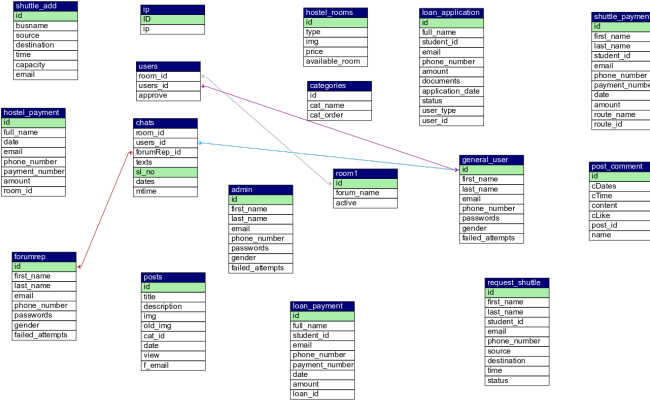 shuttle_add
id
busname
source
destination
time
capacity
email
ip
ID
ip
hostel_rooms
id
type
img
price
available_room
loan_application
id
full_name
student_id
email
phone_number
amount
documents
application_date
status
user_type
user_id
shuttle_payment
id
first_name
last_name
student_id
email
phone_number
payment_number
date
amount
route_name
route_id
users
room_id
users_id
approve
categories
id
cat_name
cat_order
hostel_payment
id
full_name
date
email
phone_number
payment_number
amount
room_id
chats
room_id
users_id
forumRep_id
texts
sl_no
dates
mtime
general_user
id
first_name
last_name
email
phone_number
passwords
gender
failed_attempts
post_comment
id
cDates
cTime
content
cLike
post_id
name
room1
id
forum_name
active
admin
id
first_name
last_name
email
phone_number
passwords
gender
failed_attempts
forumrep
id
first_name
last_name
email
phone_number
passwords
gender
failed_attempts
posts
id
title
description
img
old_img
cat_id
date
view
f_email
loan_payment
id
full_name
student_id
email
phone_number
payment_number
date
amount
loan_id
request_shuttle
id
first_name
last_name
student_id
email
phone_number
source
destination
time
status